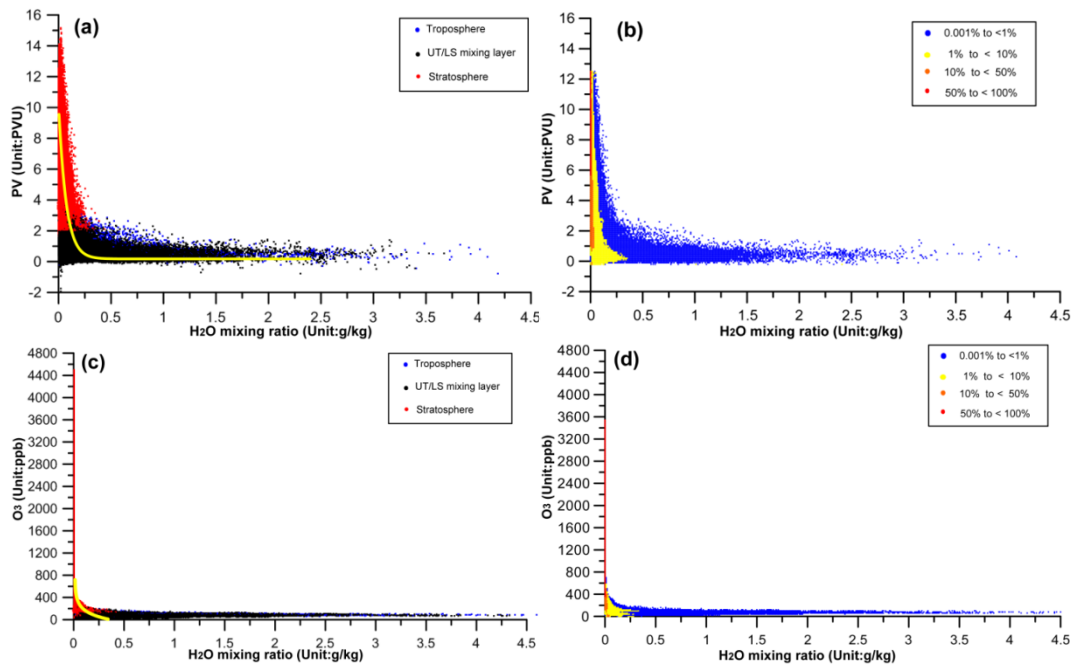 (a)
16
14
12
10
8
6
4
2
0
-2
PV (Unit:PVU)
Troposphere
UT/LS mixing layer
Stratosphere
0 0.5 1 1.5 2 2.5 3 3.5 4 4.5
H2O mixing ratio (Unit:g/kg)
(b)
16
14
12
10
8
6
4
2
0
-2
PV (Unit:PVU)
0.001% to <1%
1% to < 10%
10% to < 50%
50% to < 100%
0 0.5 1 1.5 2 2.5 3 3.5 4 4.5
H2O mixing ratio (Unit:g/kg)
(c)
4800
4400
4000
3600
3200
2800
2400
2000
1600
1200
800
400
0
O3 (Unit:ppb)
Troposphere
UT/LS mixing layer
Stratosphere
0 0.5 1 1.5 2 2.5 3 3.5 4 4.5
H2O mixing ratio (Unit:g/kg)
(d)
4800
4400
4000
3600
3200
2800
2400
2000
1600
1200
800
400
0
O3 (Unit:ppb)
0.001% to <1%
1% to < 10%
10% to < 50%
50% to < 100%
0 0.5 1 1.5 2 2.5 3 3.5 4 4.5
H2O mixing ratio (Unit:g/kg)